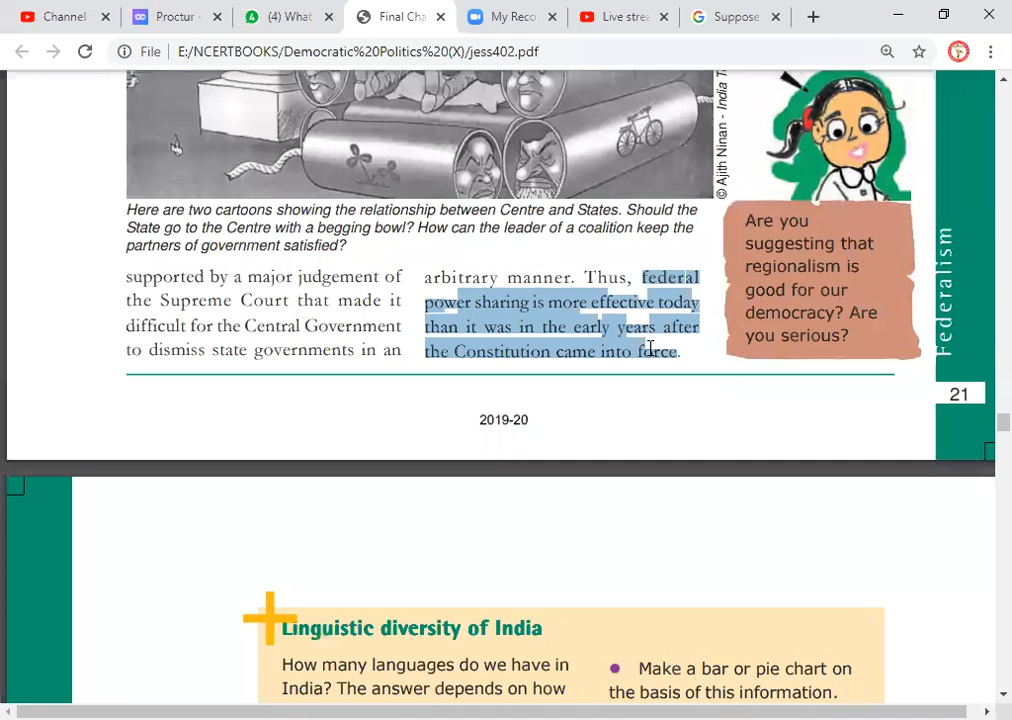 Channel
Proctur -
(4) What
Final Cha
My Reco
Live strea
Suppose
File
E:/NCERTBOOKS/Democratic%20Politics%20(X)/jess402.pdf
© Ajith Ninan - India T
Here are two cartoons showing the relationship between Centre and States. Should the
State go to the Centre with a begging bowl? How can the leader of a coalition keep the
partners of government satisfied?
supported by a major judgement of
the Supreme Court that made it
difficult for the Central Government
to dismiss state governments in an
arbitrary manner. Thus, federal
power sharing is more effective today
than it was in the early years after
the Constitution came into force.
Are you
suggesting that
regionalism is
good for our
democracy? Are
you serious?
Federalism
21
2019-20
Linguistic diversity of India
How many languages do we have in
India? The answer depends on how
Make a bar or pie chart on
the basis of this information.